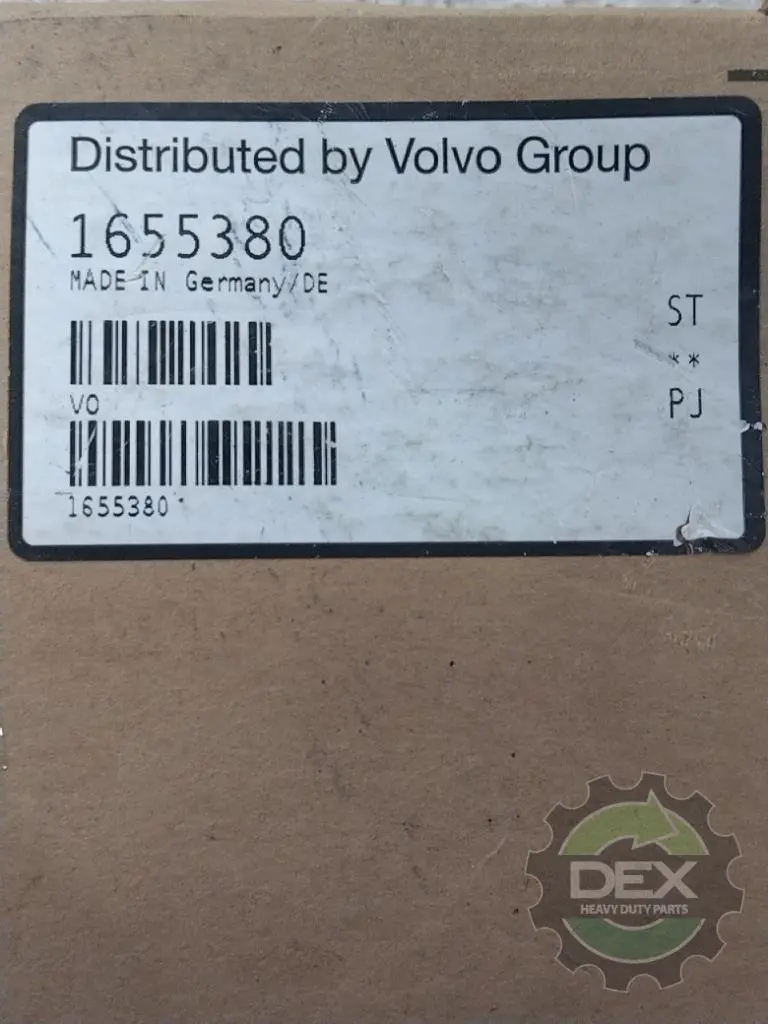 Distributed by Volvo Group
1655380
MADE IN Germany/DE
ST
**
PJ
VO
1655380
DEX
HEAVY DUTY PARTS